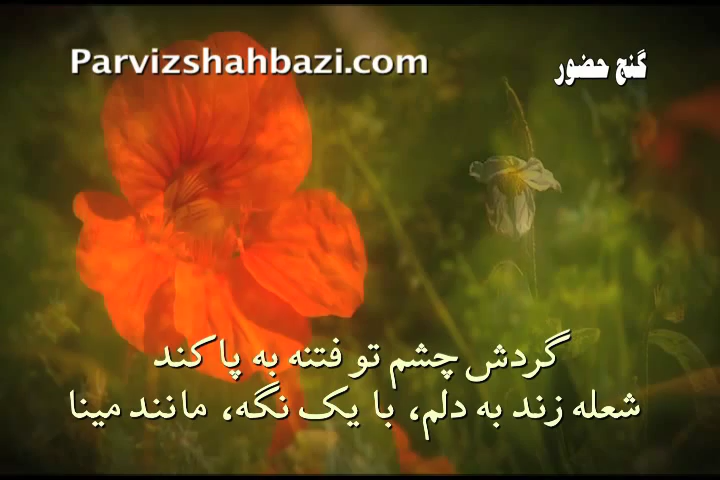 Parvizshahbazi.com
گنج حضور
گردش چشم تو فتنه به پا کند
شعله زند به دلم، با یک نگه، مانند مینا